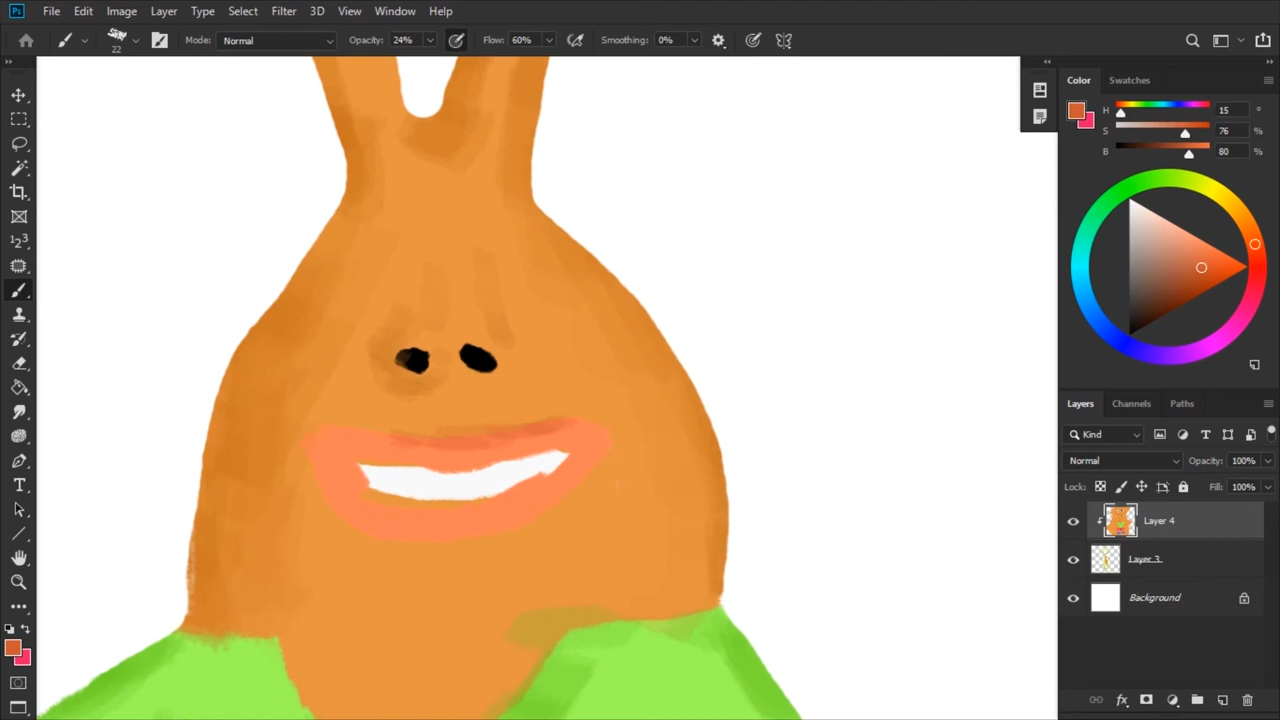 Ps File Edit Image Layer Type Select Filter 3D View Window Help
22 Mode: Normal Opacity: 24% Flow: 60% Smoothing: 0%
Color Swatches
H 15 °
S 76 %
B 80 %
Layers Channels Paths
Kind
Normal Opacity: 100%
Lock: Fill: 100%
Layer 4
Layer 3
Background